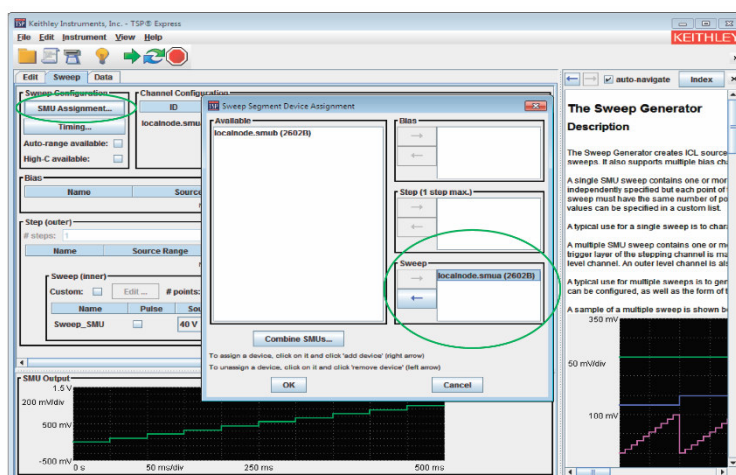 Keithley Instruments, Inc. - TSP® Express
File Edit Instrument View Help
KEITHLEY
Edit Sweep Data
Sweep Configuration
SMU Assignment...
Timing...
Auto-range available:
High-C available:
Channel Configuration
ID
localnode.smu
Bias
Name Source
Step (outer)
# steps: 1
Name Source Range
Sweep (inner)
Custom: Edit ... # points:
Name Pulse Sou
Sweep_SMU 40 V
SMU Output
1.5 V
200 mV/div
500 mV
-500 mV
0 s 50 ms/div 250 ms 500 ms
Sweep Segment Device Assignment
Available
localnode.smub (2602B)
Bias
Step (1 step max.)
Sweep
localnode.smua (2602B)
Combine SMUs...
To assign a device, click on it and click 'add device' (right arrow)
To unassign a device, click on it and click 'remove device' (left arrow)
OK Cancel
auto-navigate Index
The Sweep Generator
Description
The Sweep Generator creates ICL source
sweeps. It also supports multiple bias cha
A single SMU sweep contains one or mor
independently specified but each point of
sweep must have the same number of po
values can be specified in a custom list.
A typical use for a single sweep is to chara
A multiple SMU sweep contains one or mo
trigger layer of the stepping channel is ma
level channel. An outer level channel is als
A typical use for multiple sweeps is to gen
can be configured, as well as the form of t
A sample of a multiple sweep is shown be
350 mV
50 mV/div
100 mV